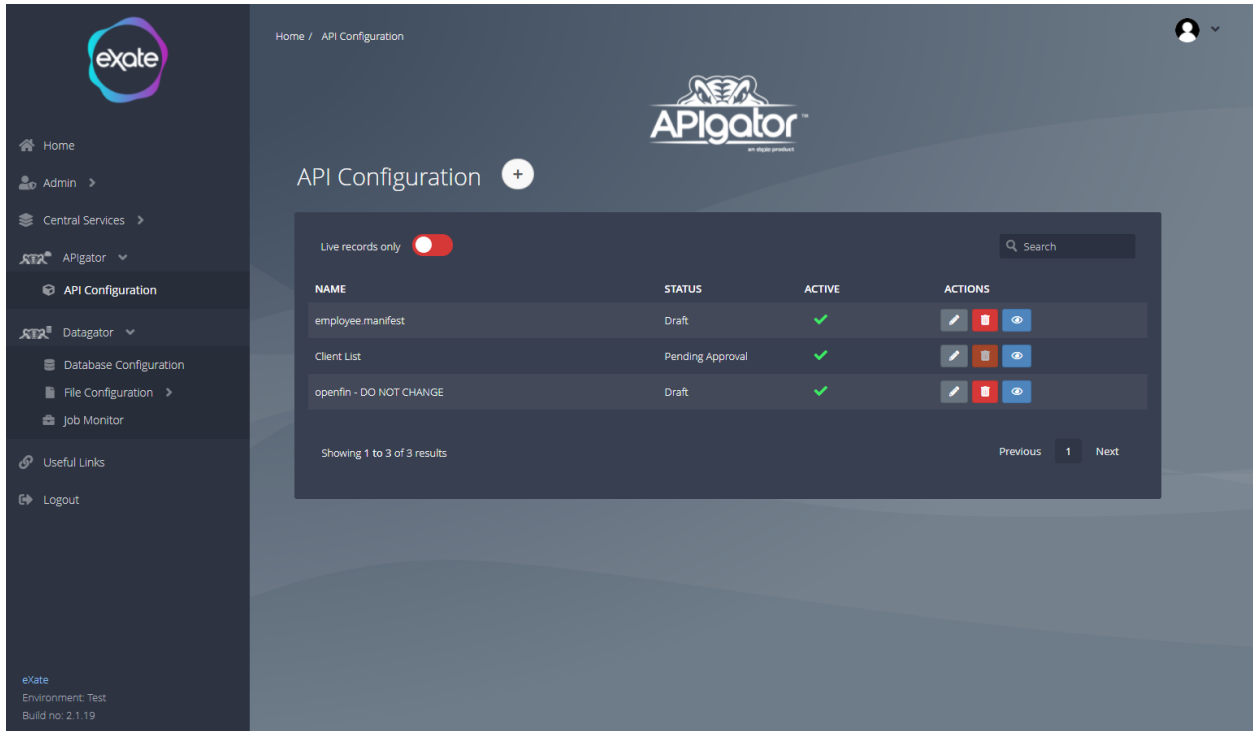 eXate
Home / API Configuration
APIgator ™
an eXate product
Home
Admin
Central Services
APIgator
API Configuration
Datagator
Database Configuration
File Configuration
Job Monitor
Useful Links
Logout
eXate
Environment: Test
Build no: 2.1.19
API Configuration +
Live records only
Search
NAME STATUS ACTIVE ACTIONS
employee.manifest Draft
Client List Pending Approval
openfin - DO NOT CHANGE Draft
Showing 1 to 3 of 3 results
Previous 1 Next